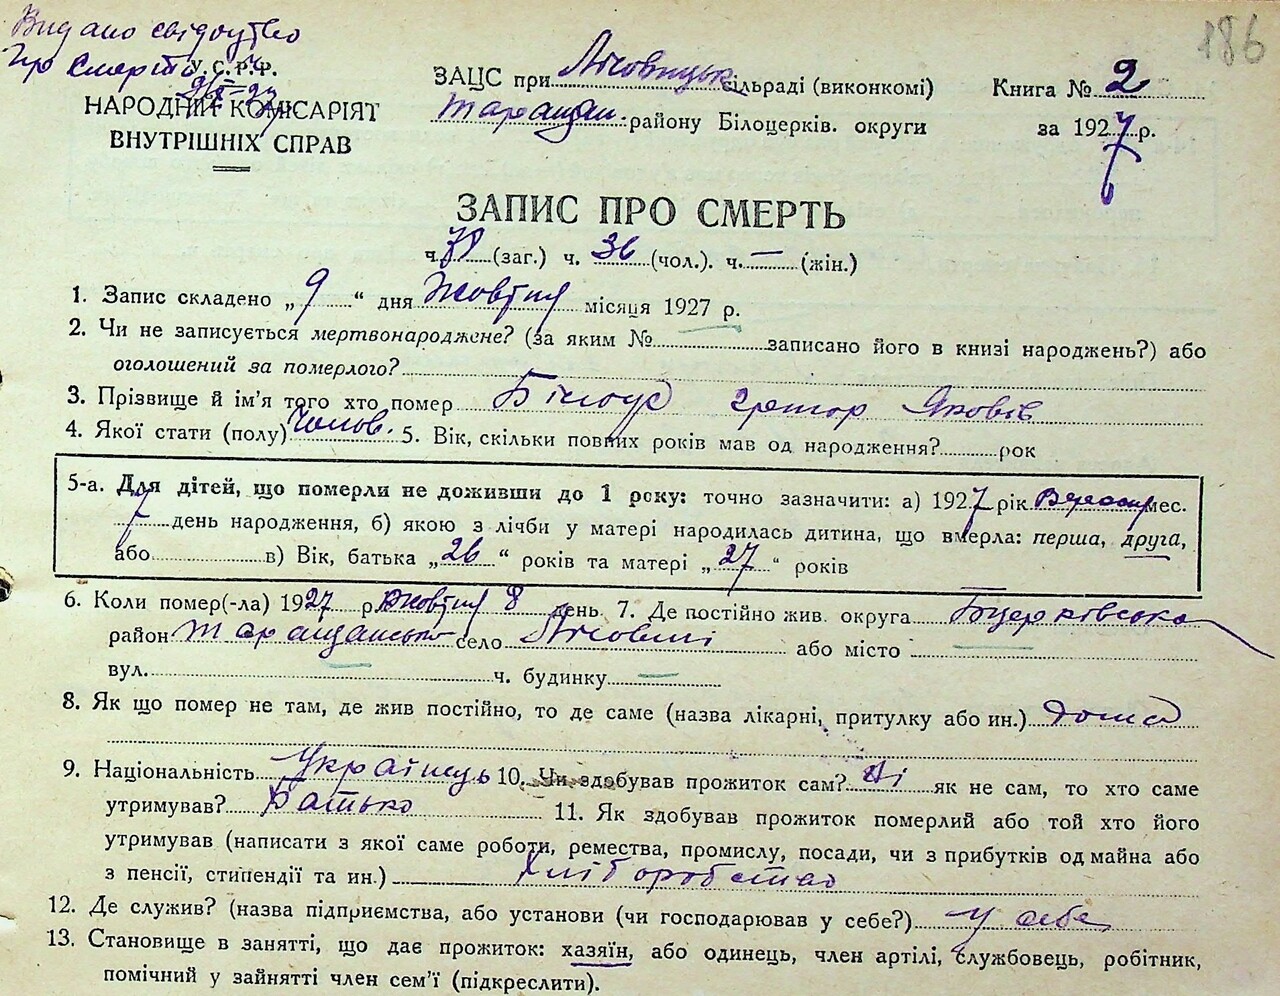 Видано свідоцтво 186
про Смерть
У. С. Р. Р.
НАРОДНІЙ КОМІСАРІЯТ
ВНУТРІШНІХ СПРАВ
ЗАЦС при Лісовицьк сільраді (виконкомі)
Таращан. району Білоцерків. округи
Книга № 2
за 1927 р.
ЗАПИС ПРО СМЕРТЬ
ч. (заг.) ч. 36 (чол.). ч. — (жін.)
1. Запис складено „ 9 “ дня Жовтня місяця 1927 р.
2. Чи не записується мертвонароджене? (за яким № записано його в книзі народжень?) або
оголошений за померлого?
3. Прізвище й ім'я того хто помер Білоус Яковів
4. Якої стати (полу) Чолов. 5. Вік, скільки повних років мав од народження? рок
5-а. Для дітей, що померли не доживши до 1 року: точно зазначити: а) 1927 рік Вересня мес.
7 день народження, б) якою з лічби у матері народилась дитина, що вмерла: перша, друга,
або в) Вік, батька „ 26 “ років та матері „ 27 “ років
6. Коли помер(-ла) 1927 р Жовтня 8 день 7. Де постійно жив. округа Бцерківська
район Таращанськ село Лісовичі або місто
вул. ч. будинку
8. Як що помер не там, де жив постійно, то де саме (назва лікарні, притулку або ин.) дома
9. Національність Українець 10. Чи здобував прожиток сам? Ні як не сам, то хто саме
утримував? Батько 11. Як здобував прожиток померлий або той хто його
утримував (написати з якої саме роботи, ремества, промислу, посади, чи з прибутків од майна або
з пенсії, стипендії та ин.) Хліборобство
12. Де служив? (назва підприємства, або установи (чи господарював у себе?) у себе
13. Становище в занятті, що дає прожиток: хазяїн, або одинець, член артілі, службовець, робітник,
помічний у зайнятті член сем'ї (підкреслити).